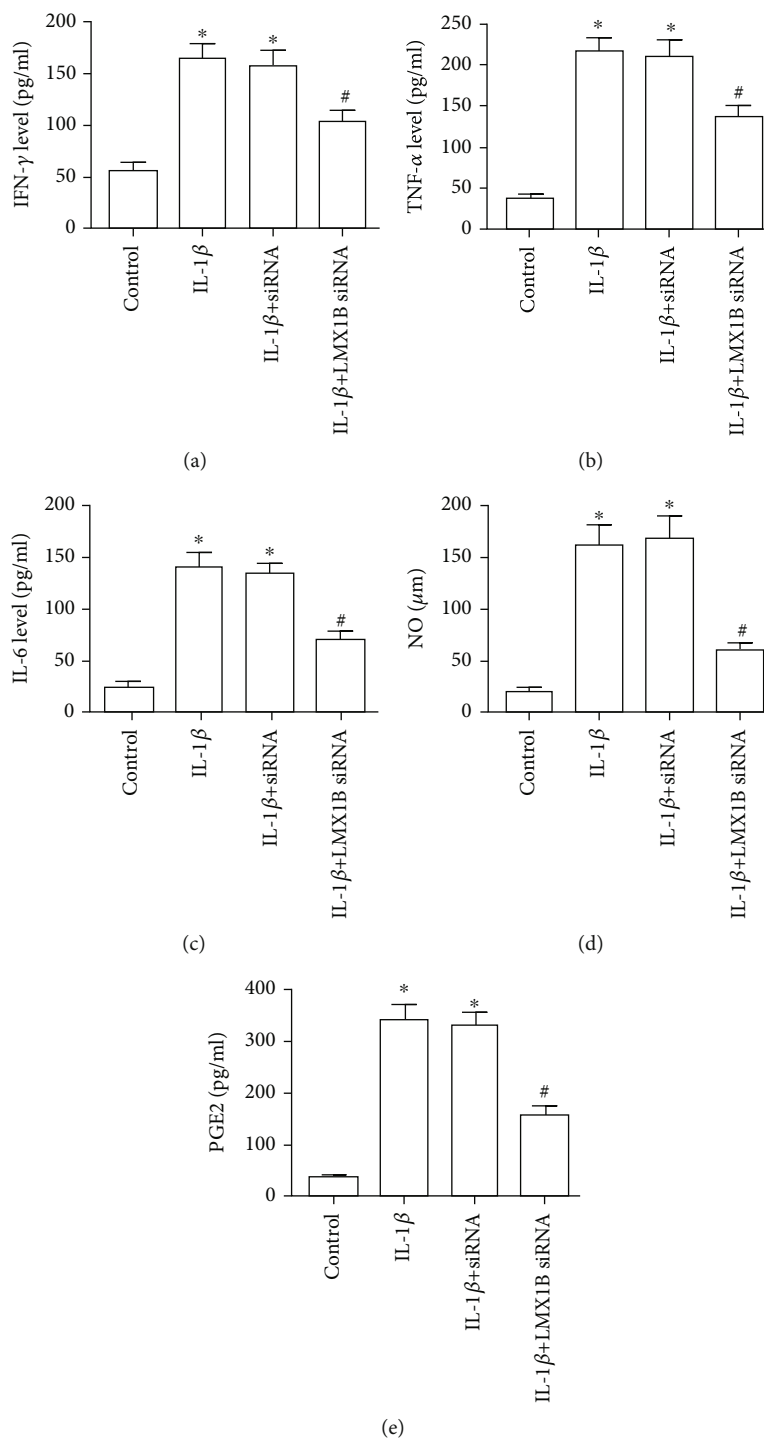 IFN-γ level (pg/ml)
200
150
100
50
0
*
*
#
Control
IL-1β
IL-1β+siRNA
IL-1β+LMX1B siRNA
(a)
TNF-α level (pg/ml)
250
200
150
100
50
0
*
*
#
Control
IL-1β
IL-1β+siRNA
IL-1β+LMX1B siRNA
(b)
IL-6 level (pg/ml)
200
150
100
50
0
*
*
#
Control
IL-1β
IL-1β+siRNA
IL-1β+LMX1B siRNA
(c)
NO (μm)
200
150
100
50
0
*
*
#
Control
IL-1β
IL-1β+siRNA
IL-1β+LMX1B siRNA
(d)
PGE2 (pg/ml)
400
300
200
100
0
*
*
#
Control
IL-1β
IL-1β+siRNA
IL-1β+LMX1B siRNA
(e)